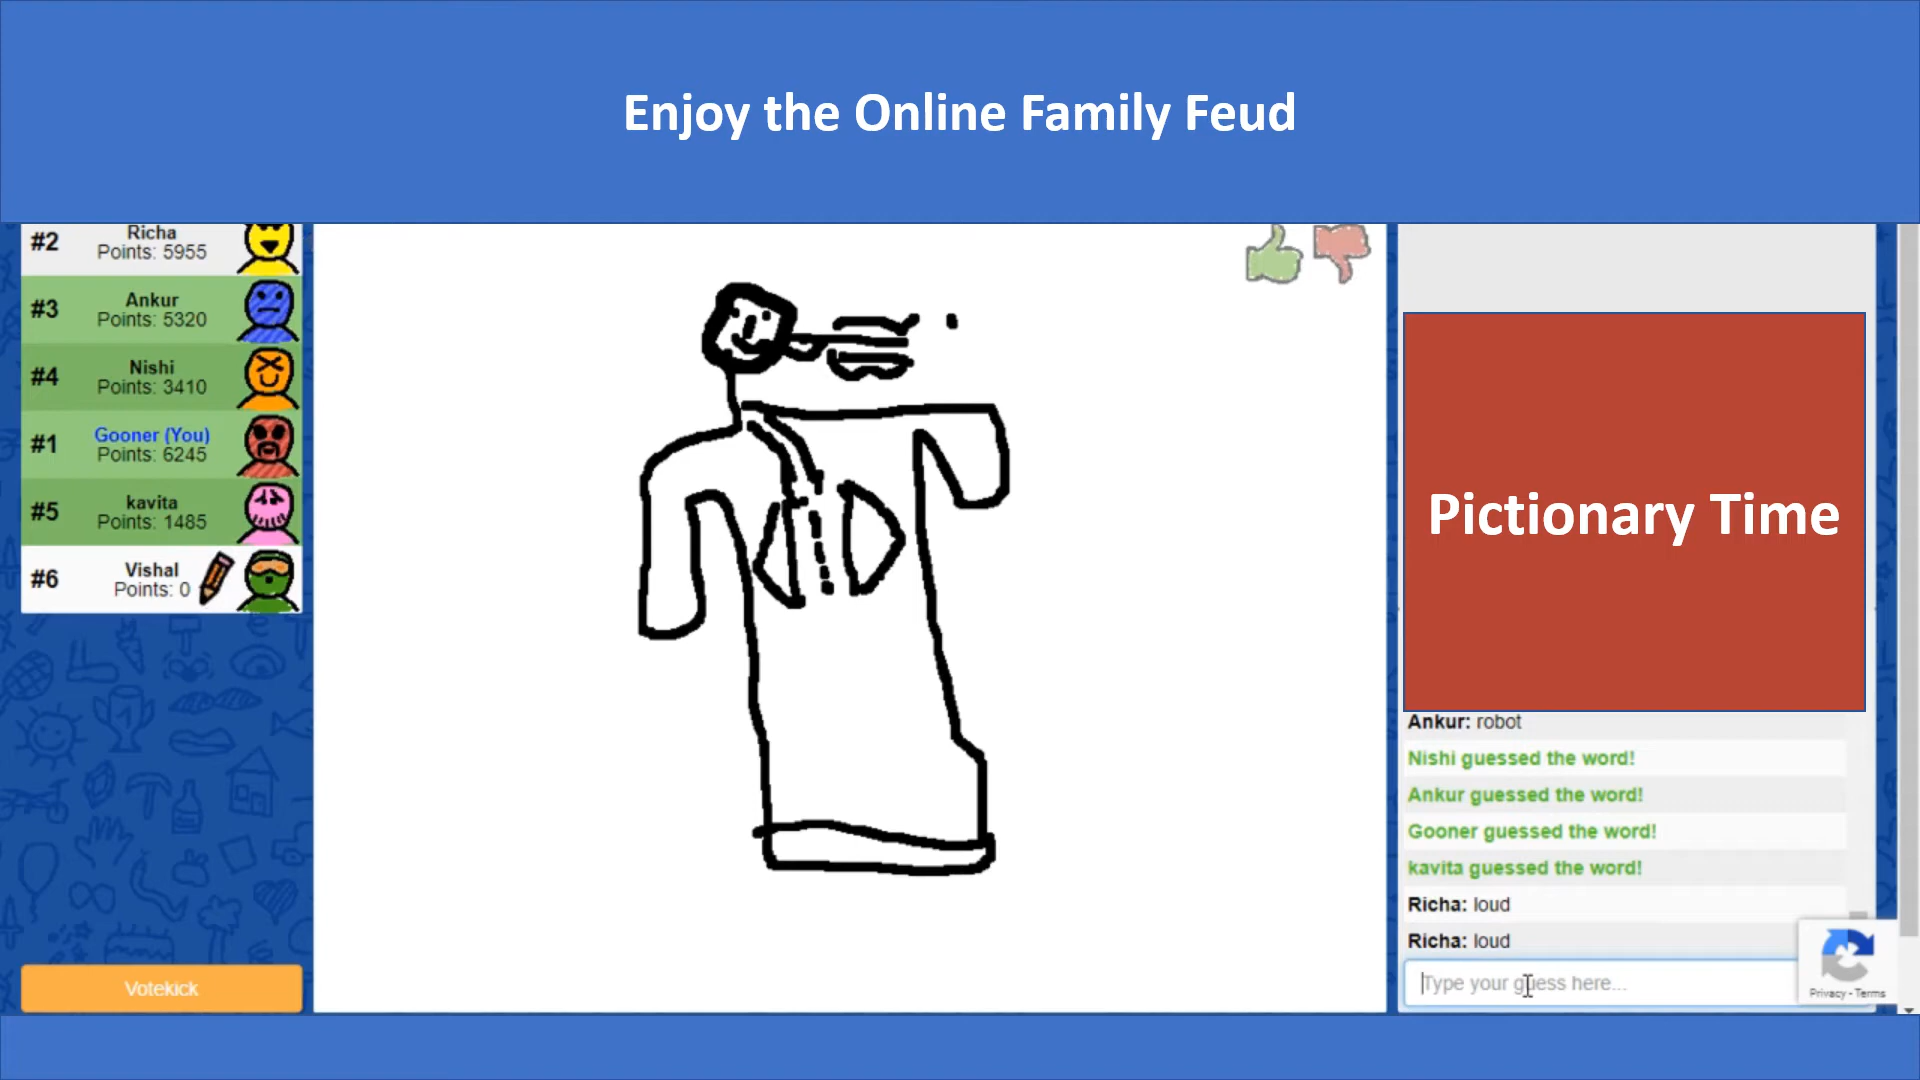 Enjoy the Online Family Feud
#2
Richa
Points: 5955
#3
Ankur
Points: 5320
#4
Nishi
Points: 3410
#1
Gooner (You)
Points: 6245
#5
kavita
Points: 1485
#6
Vishal
Points: 0
Votekick
Pictionary Time
Ankur: robot
Nishi guessed the word!
Ankur guessed the word!
Gooner guessed the word!
kavita guessed the word!
Richa: loud
Richa: loud
Type your guess here...
Privacy - Terms